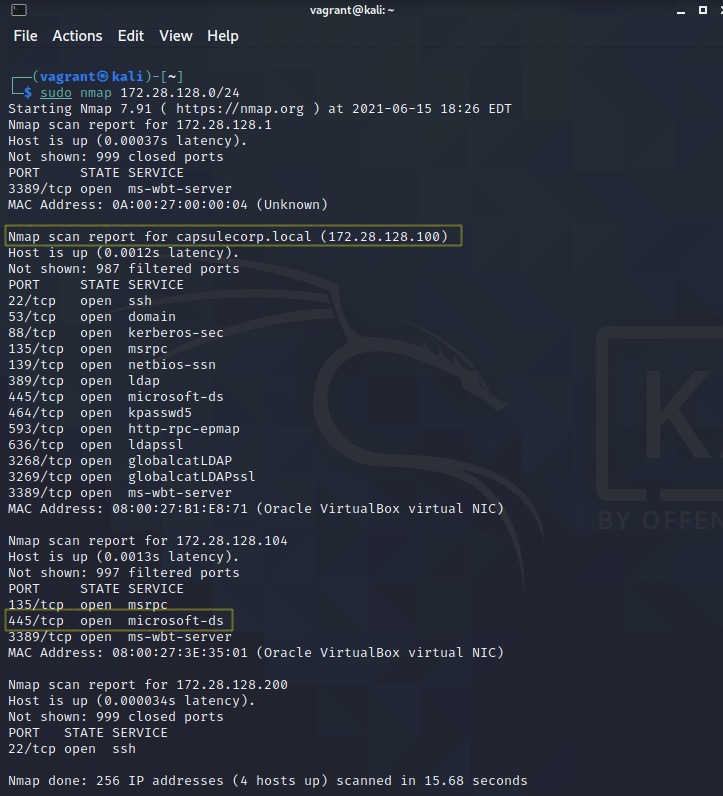 vagrant@kali: ~
File Actions Edit View Help
(vagrant㉿kali)-[~]
$ sudo nmap 172.28.128.0/24
Starting Nmap 7.91 ( https://nmap.org ) at 2021-06-15 18:26 EDT
Nmap scan report for 172.28.128.1
Host is up (0.00037s latency).
Not shown: 999 closed ports
PORT     STATE SERVICE
3389/tcp open  ms-wbt-server
MAC Address: 0A:00:27:00:00:04 (Unknown)
Nmap scan report for capsulecorp.local (172.28.128.100)
Host is up (0.0012s latency).
Not shown: 987 filtered ports
PORT     STATE SERVICE
22/tcp   open  ssh
53/tcp   open  domain
88/tcp   open  kerberos-sec
135/tcp  open  msrpc
139/tcp  open  netbios-ssn
389/tcp  open  ldap
445/tcp  open  microsoft-ds
464/tcp  open  kpasswd5
593/tcp  open  http-rpc-epmap
636/tcp  open  ldapssl
3268/tcp open  globalcatLDAP
3269/tcp open  globalcatLDAPssl
3389/tcp open  ms-wbt-server
MAC Address: 08:00:27:B1:E8:71 (Oracle VirtualBox virtual NIC)
Nmap scan report for 172.28.128.104
Host is up (0.0013s latency).
Not shown: 997 filtered ports
PORT     STATE SERVICE
135/tcp  open  msrpc
445/tcp  open  microsoft-ds
3389/tcp open  ms-wbt-server
MAC Address: 08:00:27:3E:35:01 (Oracle VirtualBox virtual NIC)
Nmap scan report for 172.28.128.200
Host is up (0.000034s latency).
Not shown: 999 closed ports
PORT   STATE SERVICE
22/tcp open  ssh
Nmap done: 256 IP addresses (4 hosts up) scanned in 15.68 seconds
K
BY OFFEN